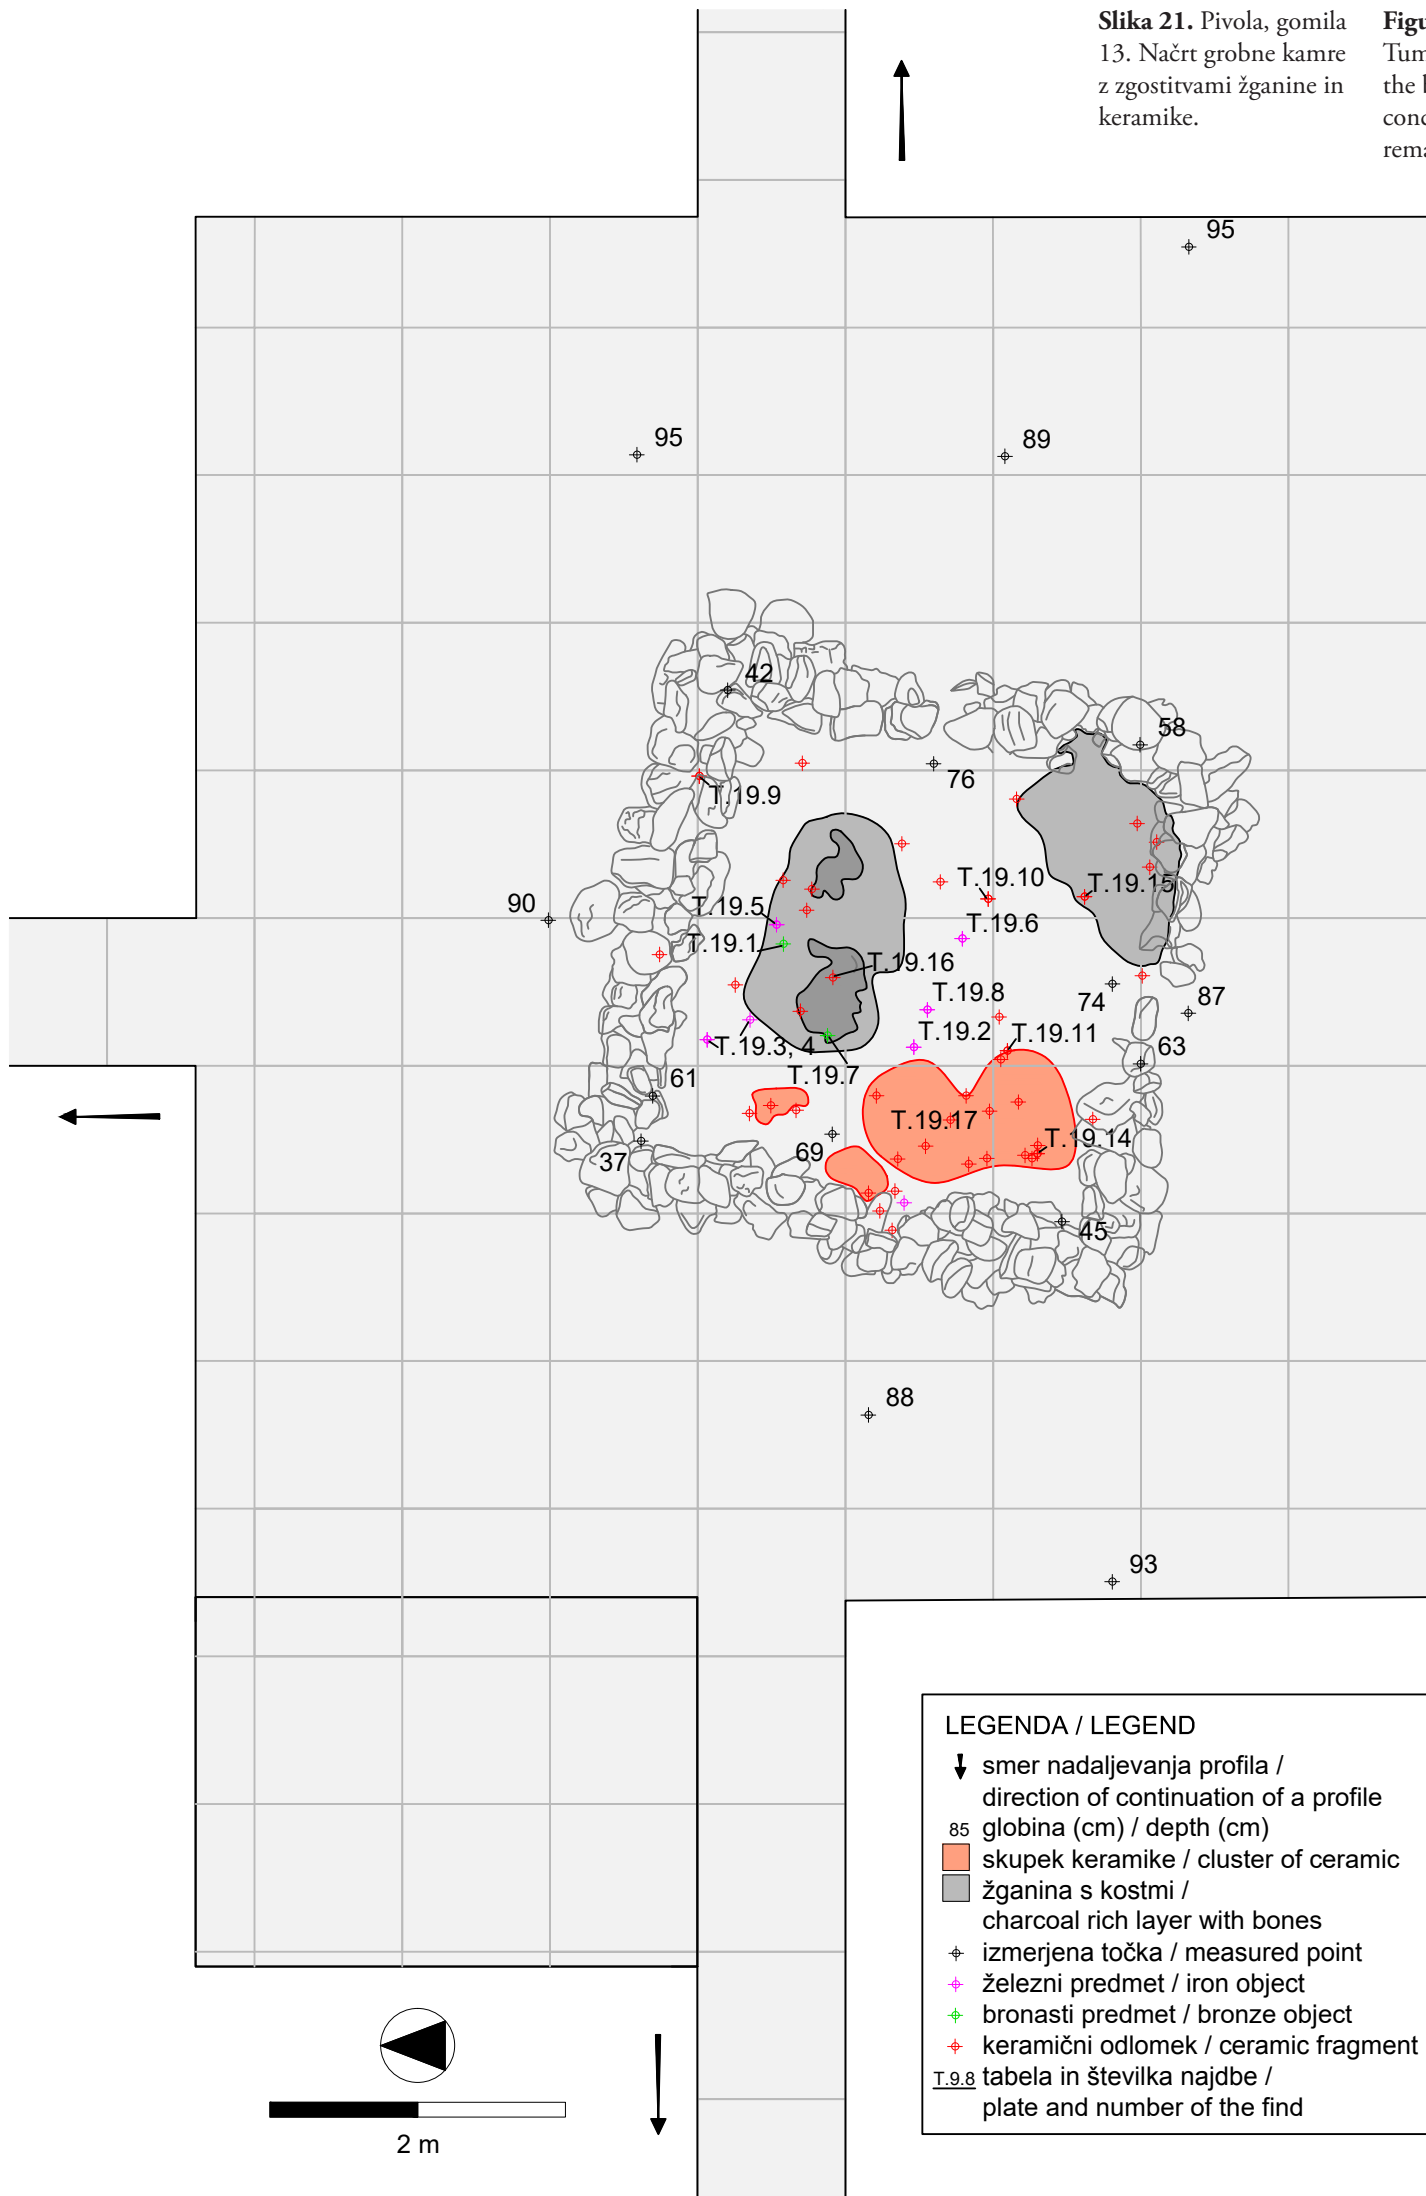 Slika 21. Pivola, gomila
13. Načrt grobne kamre
z zgostitvami žganine in
keramike.
95
95
89
42
58
76
T.19.9
T.19.10
T.19.15
90
T.19.5
T.19.6
T.19.1
T.19.16
T.19.8
74
87
T.19.2
T.19.11
T.19.3, 4
63
T.19.7
61
T.19.17
T.19.14
69
37
45
88
93
LEGENDA / LEGEND
smer nadaljevanja profila /
direction of continuation of a profile
85 globina (cm) / depth (cm)
skupek keramike / cluster of ceramic
žganina s kostmi /
charcoal rich layer with bones
izmerjena točka / measured point
železni predmet / iron object
bronasti predmet / bronze object
keramični odlomek / ceramic fragment
T.9.8 tabela in številka najdbe /
plate and number of the find
2 m